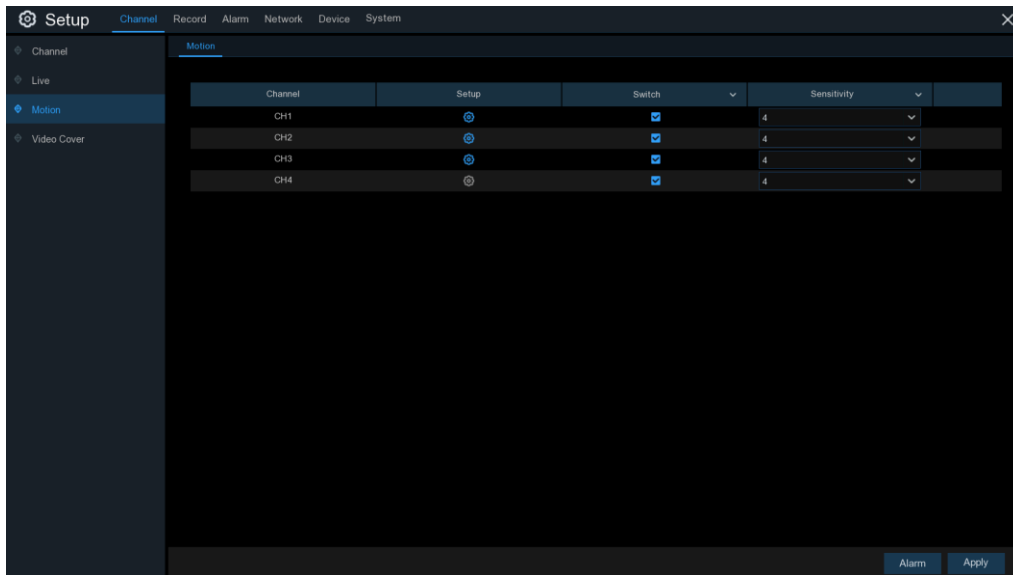 Setup Channel Record Alarm Network Device System
Channel
Live
Motion
Video Cover
Motion
Channel Setup Switch Sensitivity
CH1 4
CH2 4
CH3 4
CH4 4
Alarm Apply